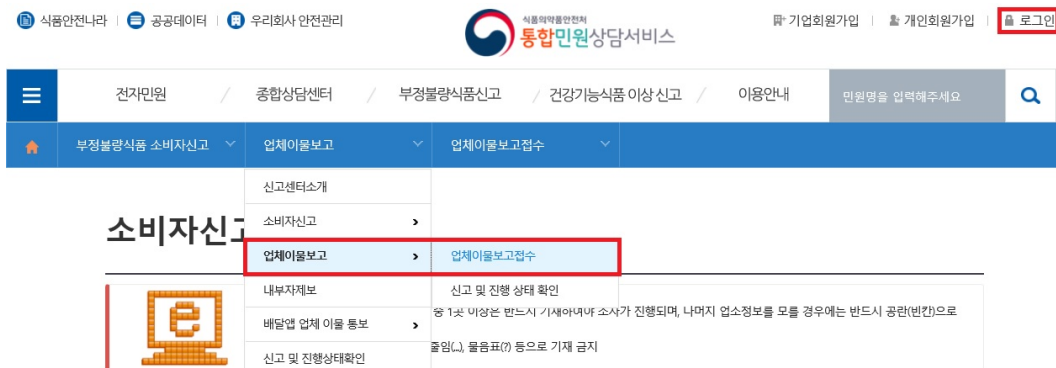 식품안전나라 공공데이터 우리회사 안전관리
식품의약품안전처
통합민원상담서비스
기업회원가입 개인회원가입 로그인
전자민원 종합상담센터 부정불량식품신고 건강기능식품 이상 신고 이용안내 민원명을 입력해주세요
부정불량식품 소비자신고 업체이물보고 업체이물보고접수
신고센터소개
소비자신고
소비자신고
업체이물보고 업체이물보고접수
내부자제보 신고 및 진행 상태 확인
중 1곳 이상은 반드시 기재하여야 조사가 진행되며, 나머지 업소정보를 모를 경우에는 반드시 공란(빈칸)으로
배달앱 업체 이물 통보
줄임(...), 물음표(?) 등으로 기재 금지
신고 및 진행상태확인